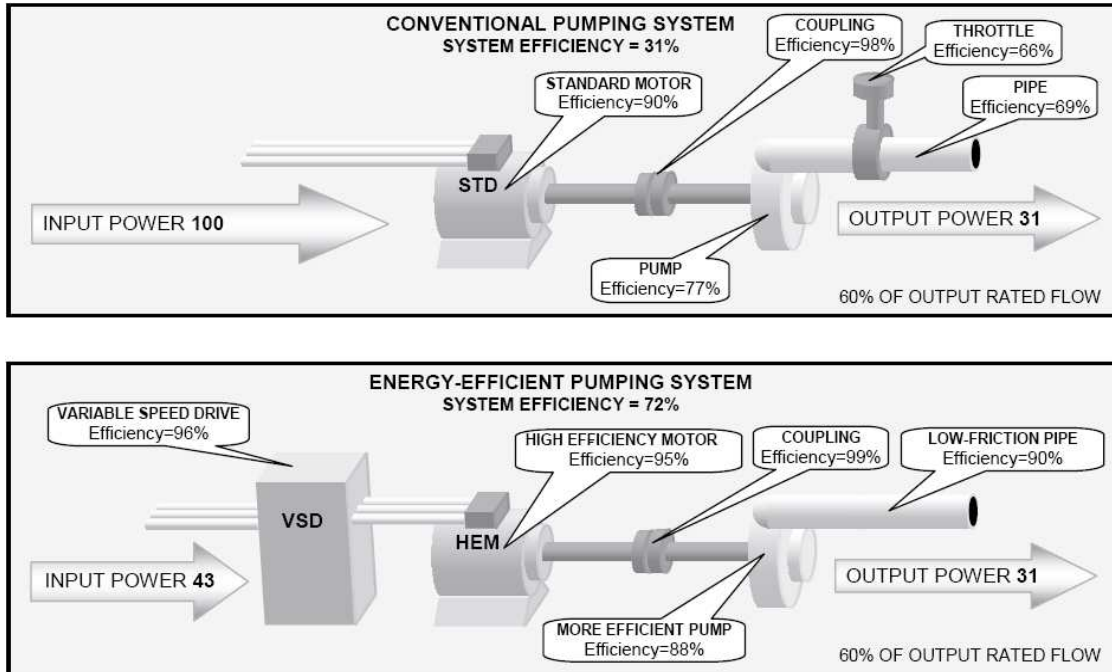 CONVENTIONAL PUMPING SYSTEM
SYSTEM EFFICIENCY = 31%
COUPLING
Efficiency=98%
THROTTLE
Efficiency=66%
STANDARD MOTOR
Efficiency=90%
PIPE
Efficiency=69%
STD
INPUT POWER 100
OUTPUT POWER 31
PUMP
Efficiency=77%
60% OF OUTPUT RATED FLOW
ENERGY-EFFICIENT PUMPING SYSTEM
SYSTEM EFFICIENCY = 72%
VARIABLE SPEED DRIVE
Efficiency=96%
HIGH EFFICIENCY MOTOR
Efficiency=95%
COUPLING
Efficiency=99%
LOW-FRICTION PIPE
Efficiency=90%
VSD
HEM
INPUT POWER 43
OUTPUT POWER 31
MORE EFFICIENT PUMP
Efficiency=88%
60% OF OUTPUT RATED FLOW